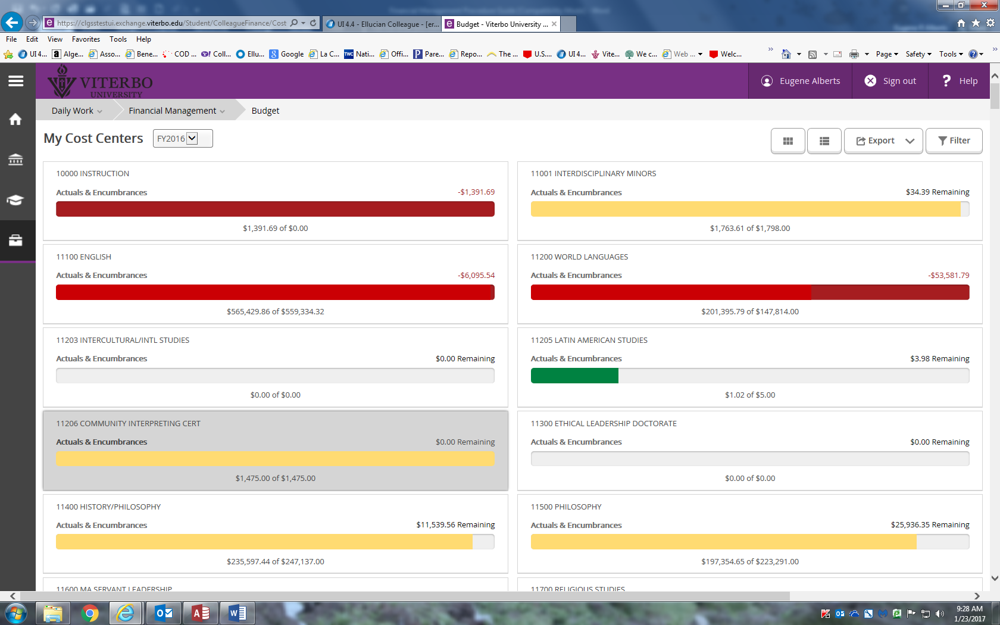 https://clgsstestui.exchange.viterbo.edu/Student/ColleagueFinance/Cost
UI 4.4 - Ellucian Colleague - [er...
Budget - Viterbo University ...
File Edit View Favorites Tools Help
UI 4... Alge... Asso... Bene... COD ... Coll... Ellu... Google La C... Nati... Offi... Pare... Repo... The ... U.S.... UI 4... Vite... We c... Web ... Welc... Page Safety Tools
VITERBO
UNIVERSITY
Eugene Alberts Sign out Help
Daily Work Financial Management Budget
My Cost Centers FY2016 Export Filter
10000 INSTRUCTION
Actuals & Encumbrances -$1,391.69
$1,391.69 of $0.00
11001 INTERDISCIPLINARY MINORS
Actuals & Encumbrances $34.39 Remaining
$1,763.61 of $1,798.00
11100 ENGLISH
Actuals & Encumbrances -$6,095.54
$565,429.86 of $559,334.32
11200 WORLD LANGUAGES
Actuals & Encumbrances -$53,581.79
$201,395.79 of $147,814.00
11203 INTERCULTURAL/INTL STUDIES
Actuals & Encumbrances $0.00 Remaining
$0.00 of $0.00
11205 LATIN AMERICAN STUDIES
Actuals & Encumbrances $3.98 Remaining
$1.02 of $5.00
11206 COMMUNITY INTERPRETING CERT
Actuals & Encumbrances $0.00 Remaining
$1,475.00 of $1,475.00
11300 ETHICAL LEADERSHIP DOCTORATE
Actuals & Encumbrances $0.00 Remaining
$0.00 of $0.00
11400 HISTORY/PHILOSOPHY
Actuals & Encumbrances $11,539.56 Remaining
$235,597.44 of $247,137.00
11500 PHILOSOPHY
Actuals & Encumbrances $25,936.35 Remaining
$197,354.65 of $223,291.00
11600 MA SERVANT LEADERSHIP
11700 RELIGIOUS STUDIES
9:28 AM
1/23/2017